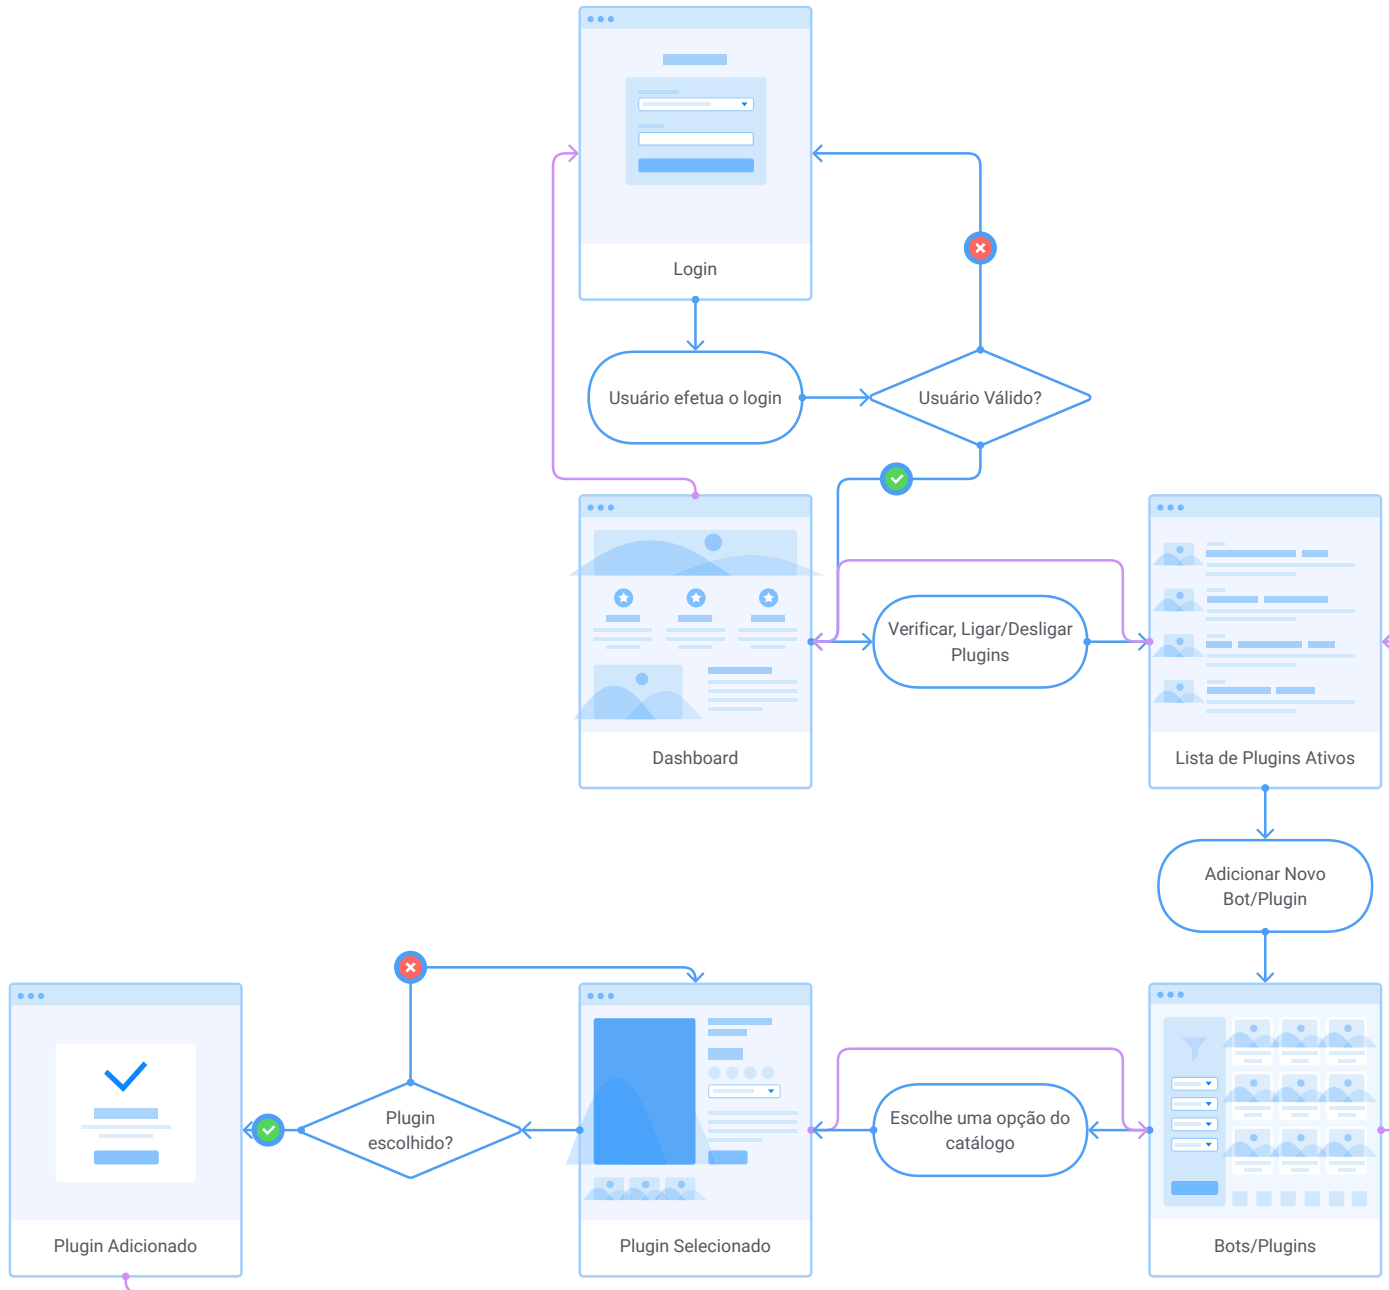 Login
Usuário efetua o login
Usuário Válido?
Verificar, Ligar/Desligar
Plugins
Dashboard
Lista de Plugins Ativos
Adicionar Novo
Bot/Plugin
Plugin
escolhido?
Escolhe uma opção do
catálogo
Plugin Adicionado
Plugin Selecionado
Bots/Plugins